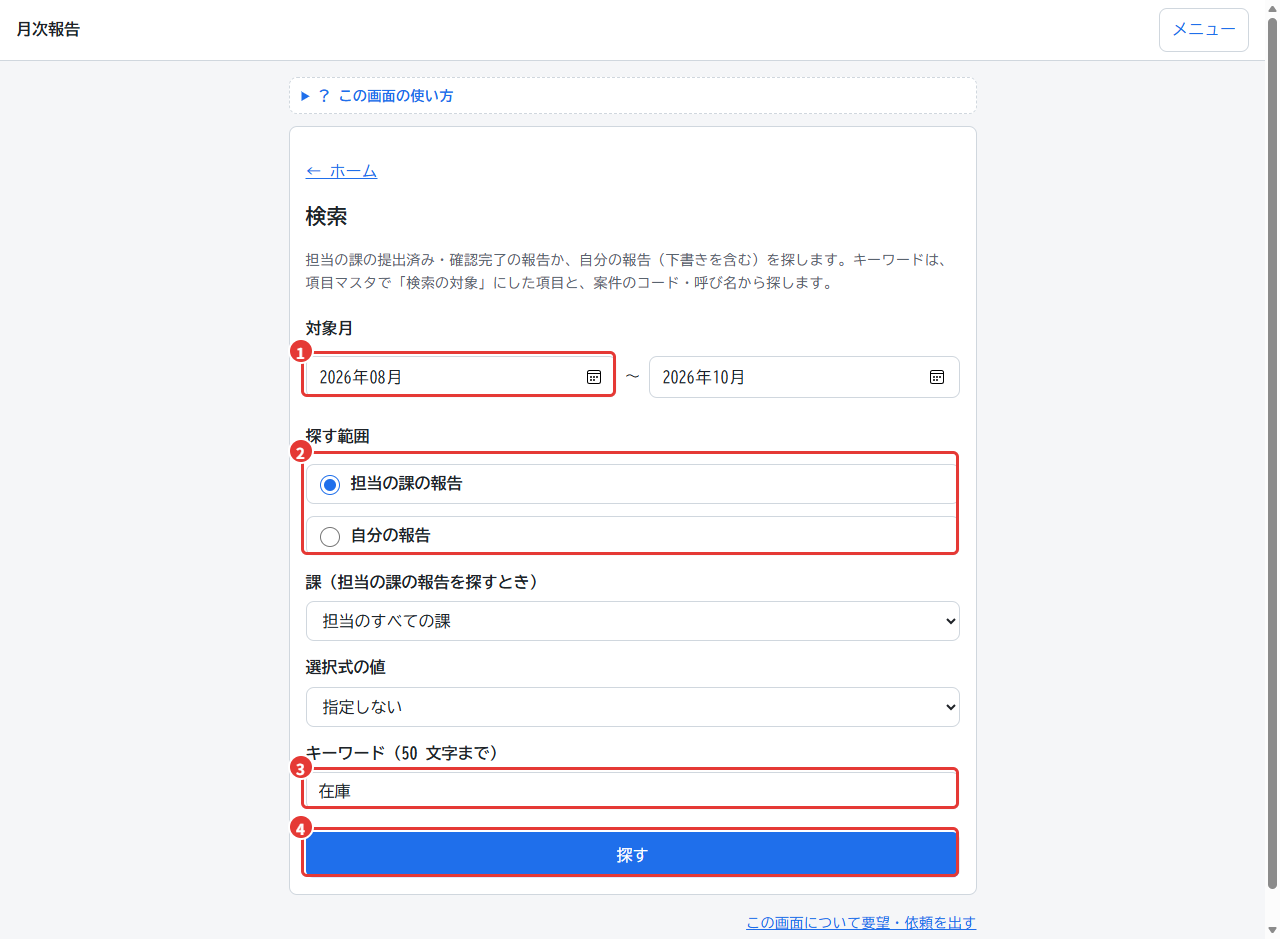 月次報告
メニュー
▶ ? この画面の使い方
← ホーム
検索
担当の課の提出済み・確認完了の報告か、自分の報告（下書きを含む）を探します。キーワードは、
項目マスタで「検索の対象」にした項目と、案件のコード・呼び名から探します。
対象月
1
2026年08月 ～ 2026年10月
探す範囲
2
担当の課の報告
自分の報告
課（担当の課の報告を探すとき）
担当のすべての課
選択式の値
指定しない
キーワード（50 文字まで）
3
在庫
4
探す
この画面について要望・依頼を出す